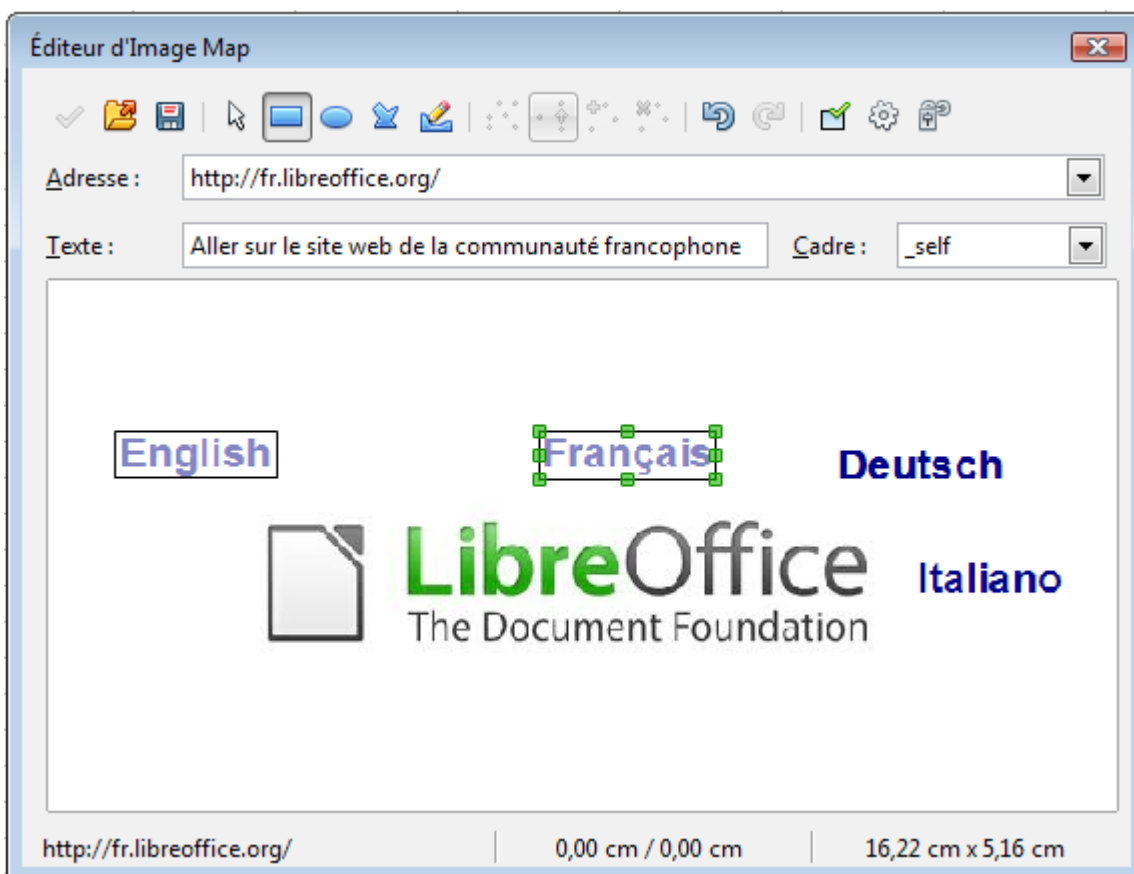 Éditeur d'Image Map
Adresse : http://fr.libreoffice.org/
Texte : Aller sur le site web de la communauté francophone Cadre : _self
English Français Deutsch
LibreOffice
Italiano
The Document Foundation
http://fr.libreoffice.org/ 0,00 cm / 0,00 cm 16,22 cm x 5,16 cm